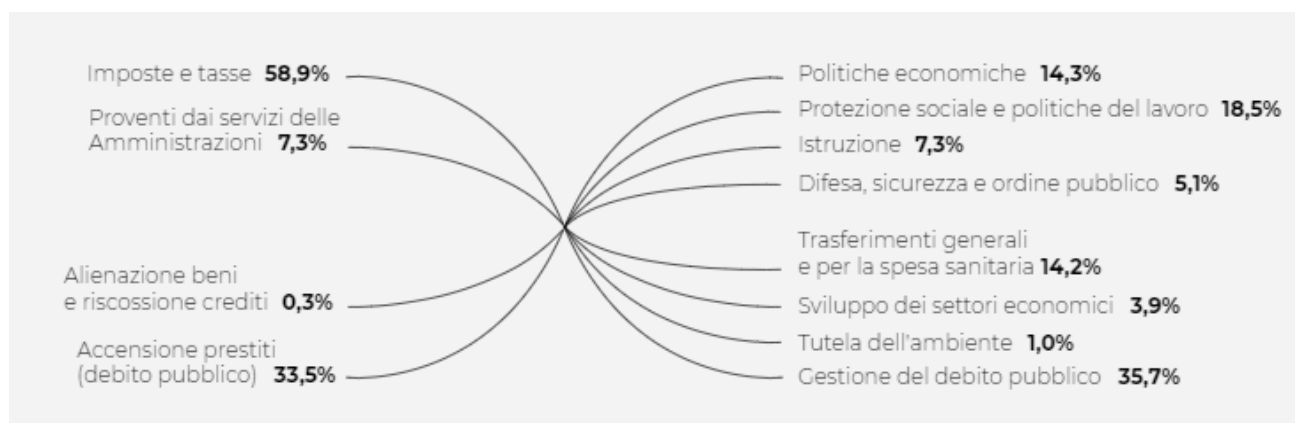 Imposte e tasse 58,9%
Proventi dai servizi delle
Amministrazioni 7,3%
Alienazione beni
e riscossione crediti 0,3%
Accensione prestiti
(debito pubblico) 33,5%
Politiche economiche 14,3%
Protezione sociale e politiche del lavoro 18,5%
Istruzione 7,3%
Difesa, sicurezza e ordine pubblico 5,1%
Trasferimenti generali
e per la spesa sanitaria 14,2%
Sviluppo dei settori economici 3,9%
Tutela dell'ambiente 1,0%
Gestione del debito pubblico 35,7%